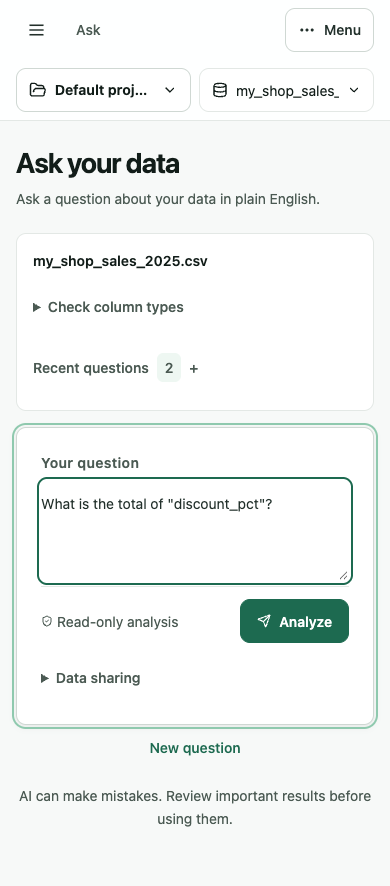 Ask
Menu
Default proj...
my_shop_sales_
Ask your data
Ask a question about your data in plain English.
my_shop_sales_2025.csv
Check column types
Recent questions 2 +
Your question
What is the total of "discount_pct"?
Read-only analysis
Analyze
Data sharing
New question
AI can make mistakes. Review important results before
using them.